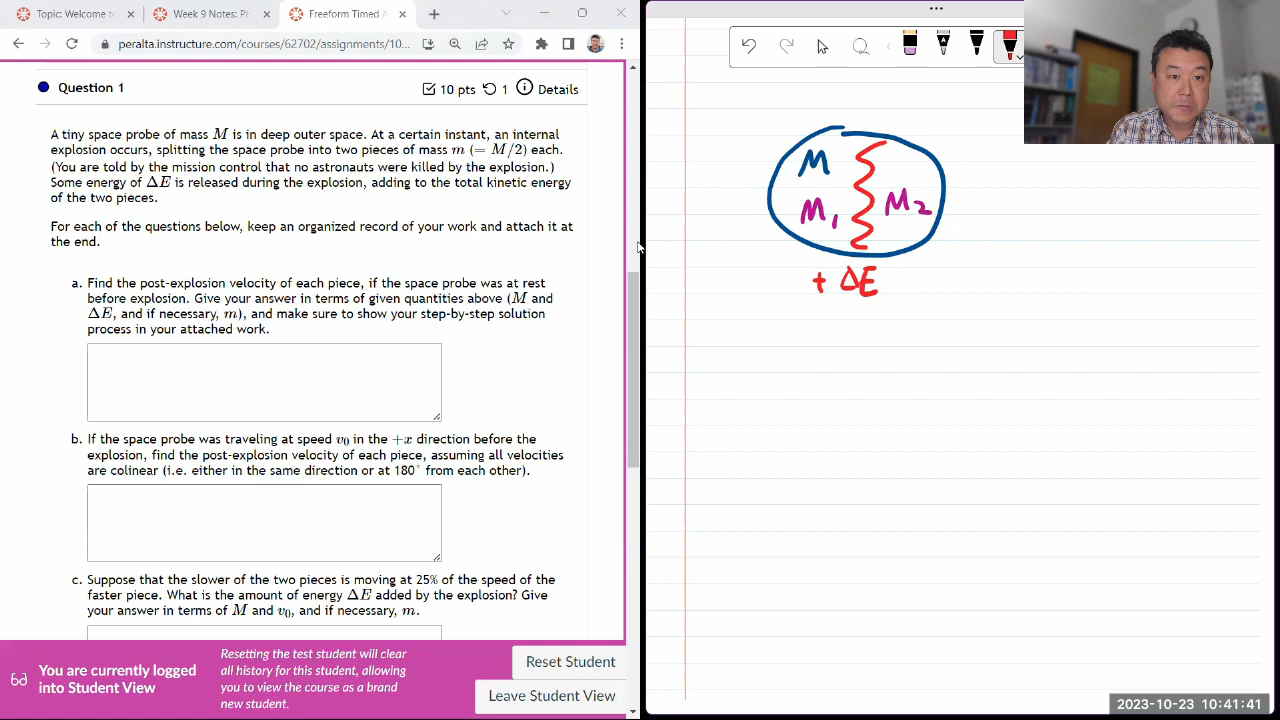 Topic: Welcome to
Week 9 Notes: PH
Freeform Timed A
peralta.instructure.com/courses/627
/assignments/10...
Question 1
10 pts
1
Details
A tiny space probe of mass M is in deep outer space. At a certain instant, an internal
explosion occurs, splitting the space probe into two pieces of mass m (= M/2) each.
(You are told by the mission control that no astronauts were killed by the explosion.)
Some energy of ΔE is released during the explosion, adding to the total kinetic energy
of the two pieces.
For each of the questions below, keep an organized record of your work and attach it at
the end.
a. Find the post-explosion velocity of each piece, if the space probe was at rest
before explosion. Give your answer in terms of given quantities above (M and
ΔE, and if necessary, m), and make sure to show your step-by-step solution
process in your attached work.
b. If the space probe was traveling at speed v₀ in the +x direction before the
explosion, find the post-explosion velocity of each piece, assuming all velocities
are colinear (i.e. either in the same direction or at 180° from each other).
c. Suppose that the slower of the two pieces is moving at 25% of the speed of the
faster piece. What is the amount of energy ΔE added by the explosion? Give
your answer in terms of M and v₀, and if necessary, m.
You are currently logged
into Student View
Resetting the test student will clear
all history for this student, allowing
you to view the course as a brand
new student.
Reset Student
Leave Student View
M
M₁
M₂
+ ΔE
2023-10-23 10:41:41